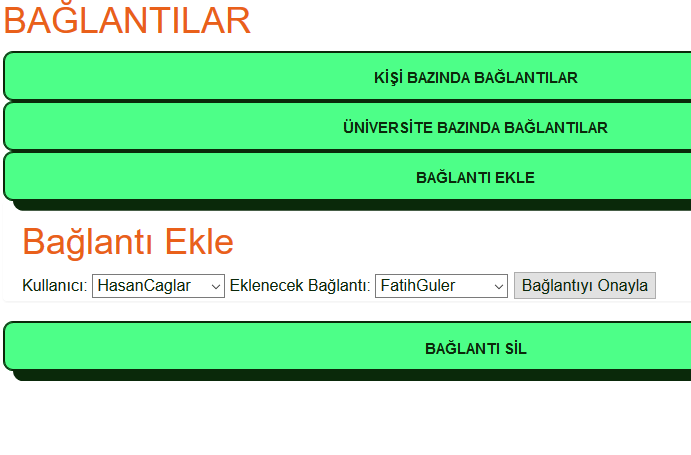 BAĞLANTILAR
KİŞİ BAZINDA BAĞLANTILAR
ÜNİVERSİTE BAZINDA BAĞLANTILAR
BAĞLANTI EKLE
Bağlantı Ekle
Kullanıcı: HasanCaglar Eklenecek Bağlantı: FatihGuler Bağlantıyı Onayla
BAĞLANTI SİL